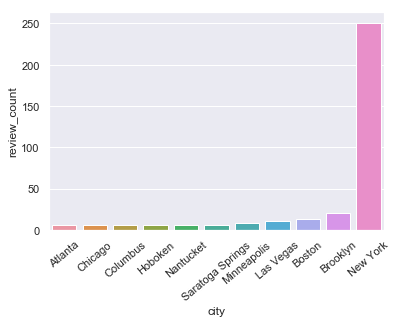 250
200
150
100
50
0
review_count
Atlanta
Chicago
Columbus
Hoboken
Nantucket
Saratoga Springs
Minneapolis
Las Vegas
Boston
Brooklyn
New York
city